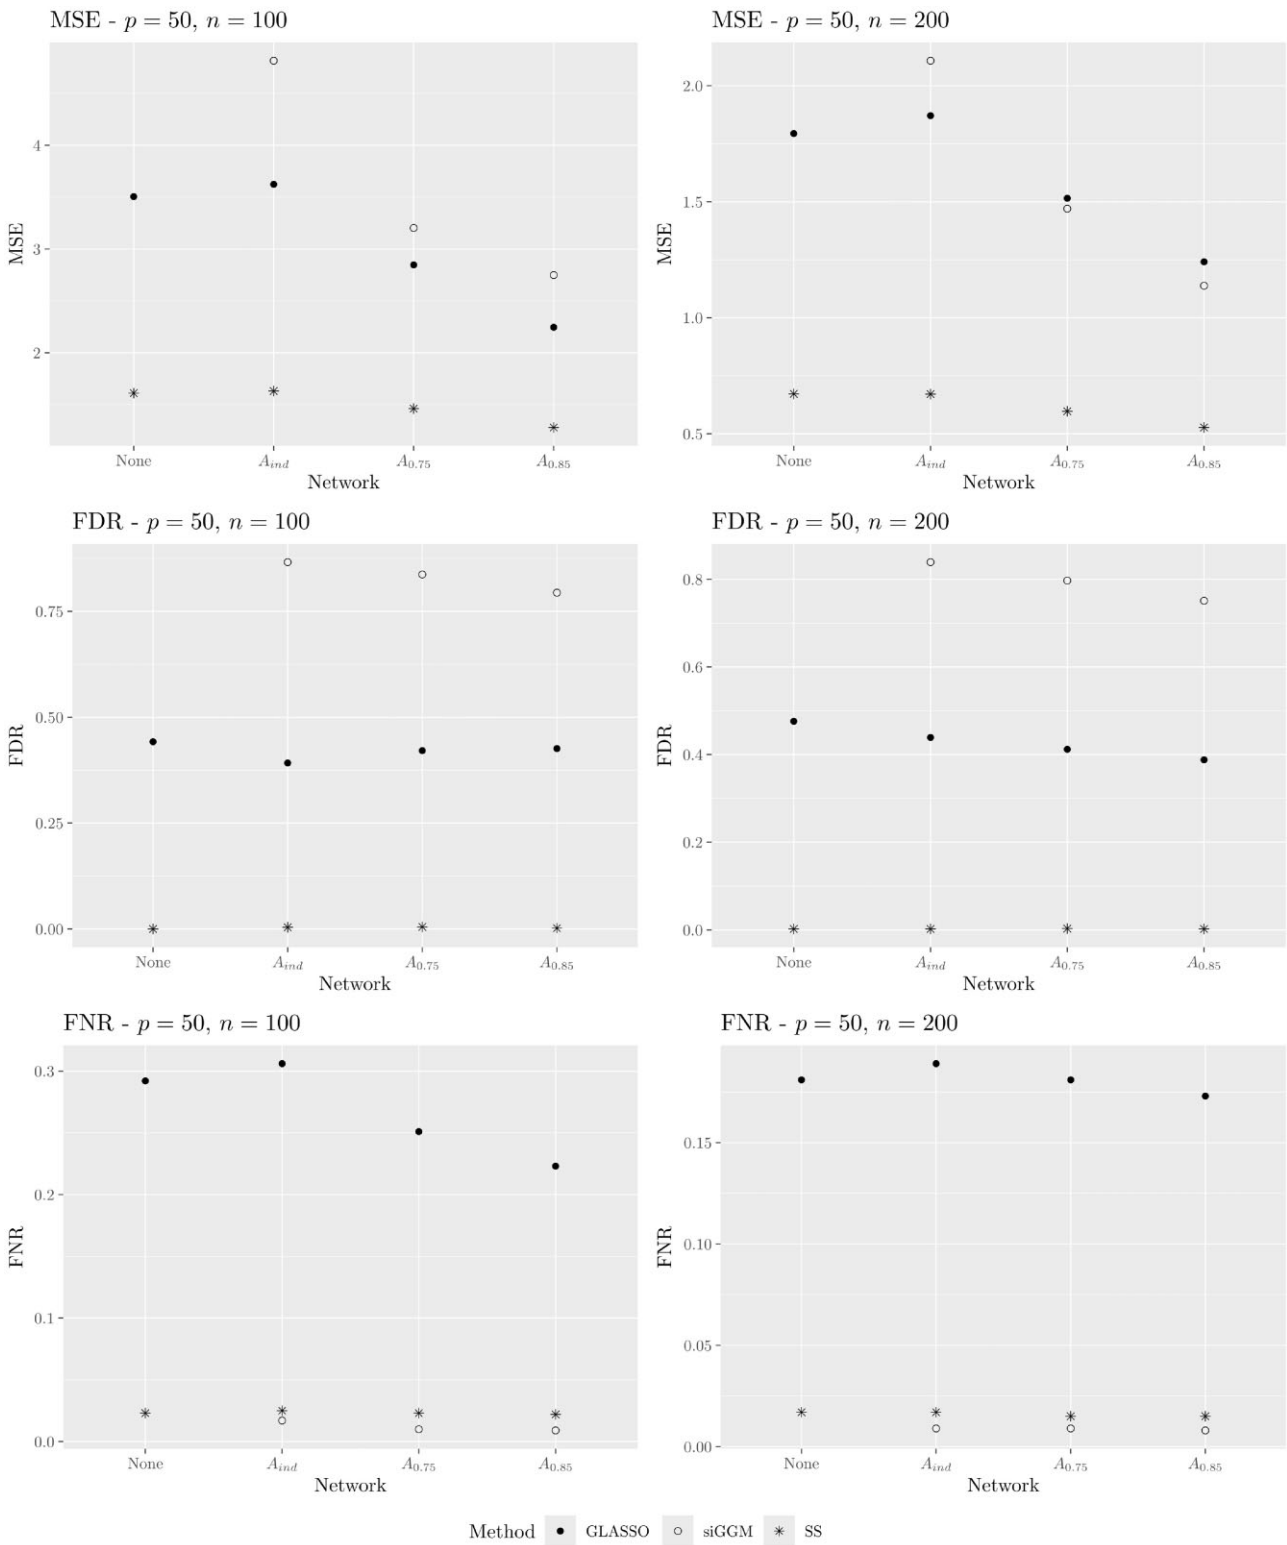 MSE - p = 50, n = 100
MSE
4
3
2
None
A_ind
A_0.75
A_0.85
Network
MSE - p = 50, n = 200
MSE
2.0
1.5
1.0
0.5
None
A_ind
A_0.75
A_0.85
Network
FDR - p = 50, n = 100
FDR
0.75
0.50
0.25
0.00
None
A_ind
A_0.75
A_0.85
Network
FDR - p = 50, n = 200
FDR
0.8
0.6
0.4
0.2
0.0
None
A_ind
A_0.75
A_0.85
Network
FNR - p = 50, n = 100
FNR
0.3
0.2
0.1
0.0
None
A_ind
A_0.75
A_0.85
Network
FNR - p = 50, n = 200
FNR
0.15
0.10
0.05
0.00
None
A_ind
A_0.75
A_0.85
Network
Method GLASSO siGGM SS